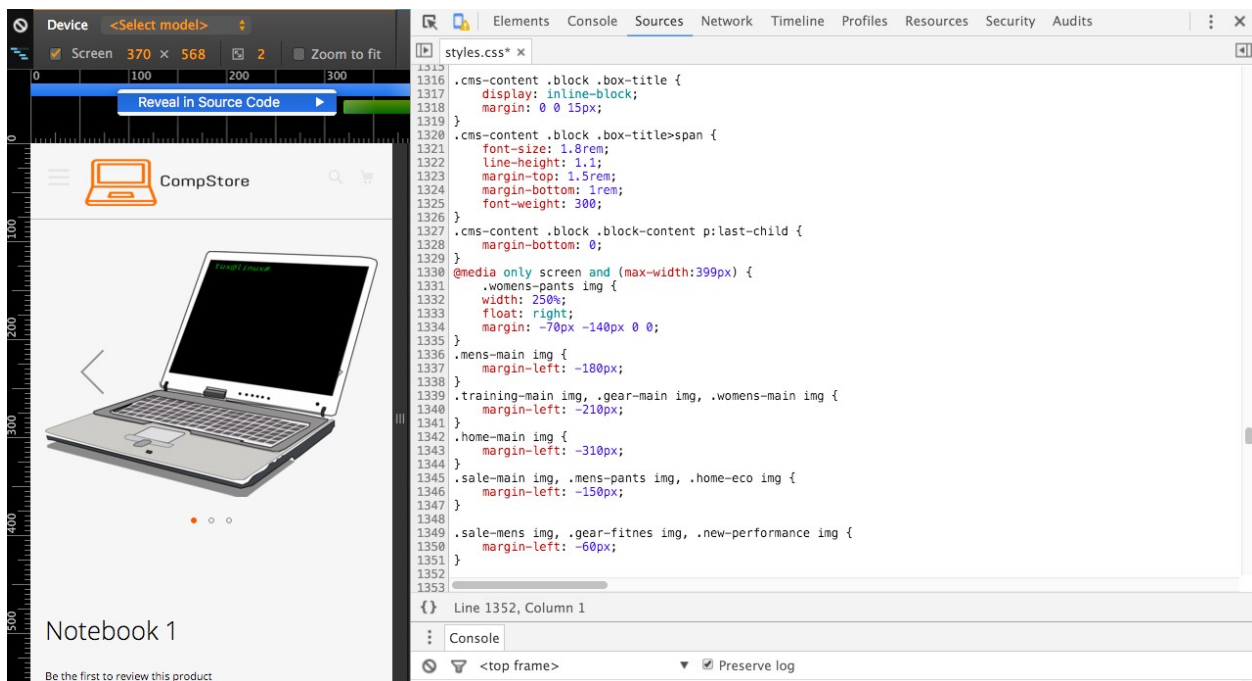 Device <Select model>
Screen 370 × 568 2 Zoom to fit
0 100 200 300
Reveal in Source Code
0
100
200
300
400
500
CompStore
tux@linux#
Notebook 1
Be the first to review this product
Elements Console Sources Network Timeline Profiles Resources Security Audits
styles.css* ×
1315
1316 .cms-content .block .box-title {
1317 display: inline-block;
1318 margin: 0 0 15px;
1319 }
1320 .cms-content .block .box-title>span {
1321 font-size: 1.8rem;
1322 line-height: 1.1;
1323 margin-top: 1.5rem;
1324 margin-bottom: 1rem;
1325 font-weight: 300;
1326 }
1327 .cms-content .block .block-content p:last-child {
1328 margin-bottom: 0;
1329 }
1330 @media only screen and (max-width:399px) {
1331 .womens-pants img {
1332 width: 250%;
1333 float: right;
1334 margin: -70px -140px 0 0;
1335 }
1336 .mens-main img {
1337 margin-left: -180px;
1338 }
1339 .training-main img, .gear-main img, .womens-main img {
1340 margin-left: -210px;
1341 }
1342 .home-main img {
1343 margin-left: -310px;
1344 }
1345 .sale-main img, .mens-pants img, .home-eco img {
1346 margin-left: -150px;
1347 }
1348
1349 .sale-mens img, .gear-fitnes img, .new-performance img {
1350 margin-left: -60px;
1351 }
1352
1353
{} Line 1352, Column 1
Console
<top frame> ▼ Preserve log